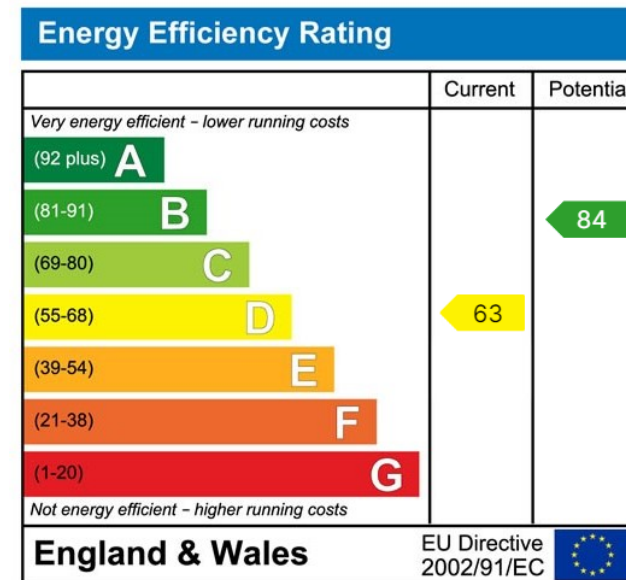 Energy Efficiency Rating
Current Potentia
Very energy efficient – lower running costs
(92 plus) A
(81-91) B
84
(69-80) C
(55-68) D
63
(39-54) E
(21-38) F
(1-20) G
Not energy efficient – higher running costs
England & Wales
EU Directive
2002/91/EC